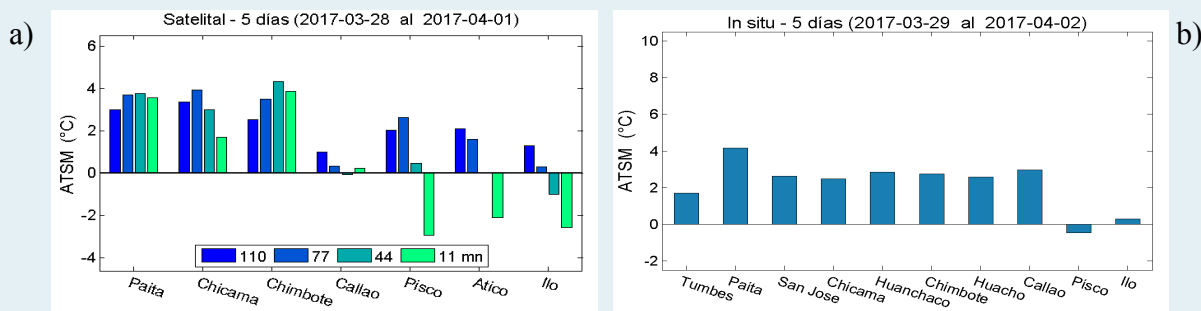 a)
Satelital - 5 días (2017-03-28 al 2017-04-01)
ATSM (°C)
6
4
2
0
-2
-4
110 77 44 11 mn
Paita Chicama Chimbote Callao Pisco Atico Ilo
b)
In situ - 5 días (2017-03-29 al 2017-04-02)
ATSM (°C)
10
8
6
4
2
0
-2
Tumbes Paita San Jose Chicama Huanchaco Chimbote Huacho Callao Pisco Ilo